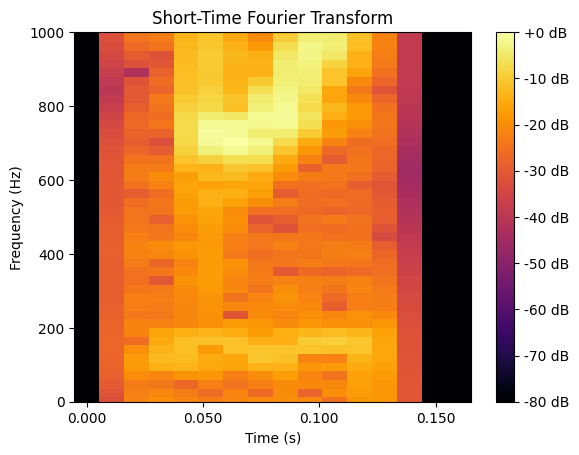 Short-Time Fourier Transform
Frequency (Hz)
1000
800
600
400
200
0
0.000
0.050
0.100
0.150
Time (s)
+0 dB
-10 dB
-20 dB
-30 dB
-40 dB
-50 dB
-60 dB
-70 dB
-80 dB